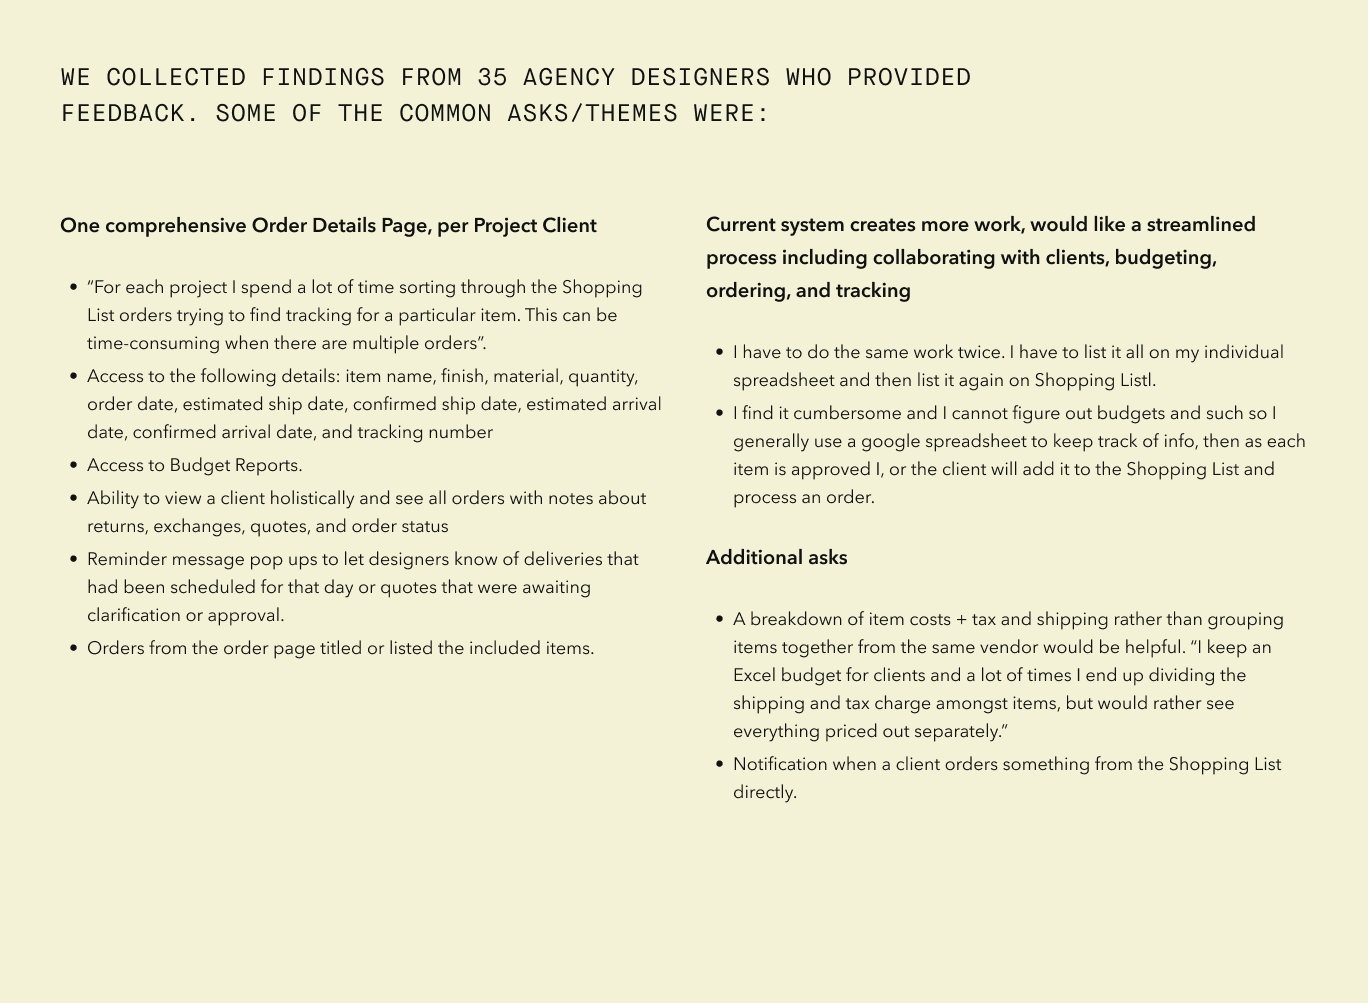 WE COLLECTED FINDINGS FROM 35 AGENCY DESIGNERS WHO PROVIDED
FEEDBACK. SOME OF THE COMMON ASKS/THEMES WERE:
One comprehensive Order Details Page, per Project Client
• “For each project I spend a lot of time sorting through the Shopping
List orders trying to find tracking for a particular item. This can be
time-consuming when there are multiple orders”.
• Access to the following details: item name, finish, material, quantity,
order date, estimated ship date, confirmed ship date, estimated arrival
date, confirmed arrival date, and tracking number
• Access to Budget Reports.
• Ability to view a client holistically and see all orders with notes about
returns, exchanges, quotes, and order status
• Reminder message pop ups to let designers know of deliveries that
had been scheduled for that day or quotes that were awaiting
clarification or approval.
• Orders from the order page titled or listed the included items.
Current system creates more work, would like a streamlined
process including collaborating with clients, budgeting,
ordering, and tracking
• I have to do the same work twice. I have to list it all on my individual
spreadsheet and then list it again on Shopping Listl.
• I find it cumbersome and I cannot figure out budgets and such so I
generally use a google spreadsheet to keep track of info, then as each
item is approved I, or the client will add it to the Shopping List and
process an order.
Additional asks
• A breakdown of item costs + tax and shipping rather than grouping
items together from the same vendor would be helpful. “I keep an
Excel budget for clients and a lot of times I end up dividing the
shipping and tax charge amongst items, but would rather see
everything priced out separately.”
• Notification when a client orders something from the Shopping List
directly.